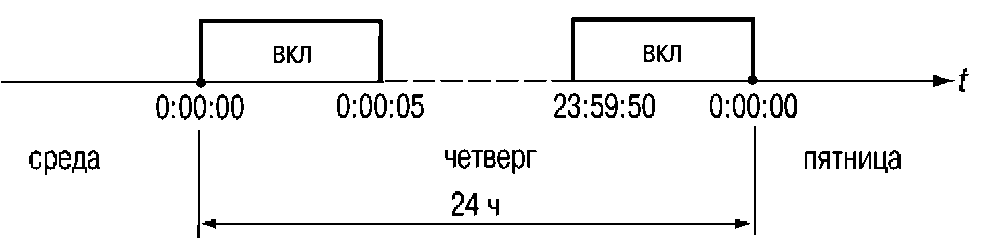 вкл вкл
0:00:00 0:00:05 23:59:50 0:00:00 t
среда четверг пятница
24 ч